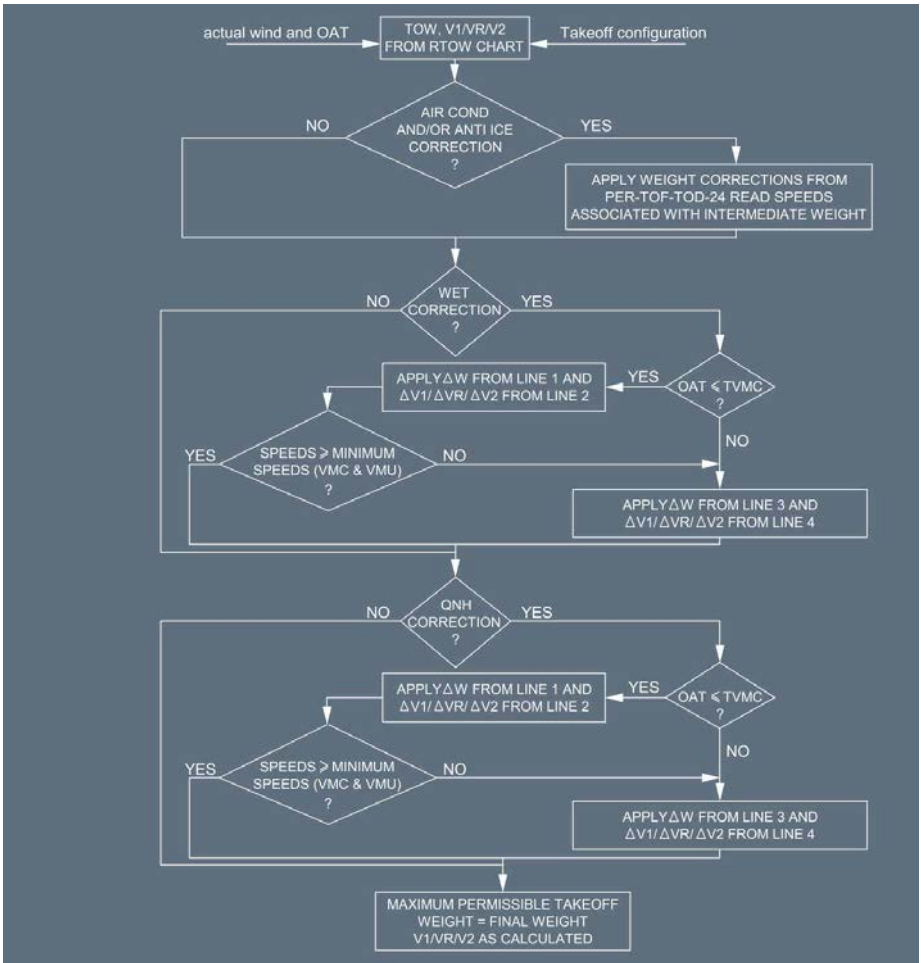 actual wind and OAT
TOW, V1/VR/V2
FROM RTOW CHART
Takeoff configuration
AIR COND
AND/OR ANTI ICE
CORRECTION
?
NO
YES
APPLY WEIGHT CORRECTIONS FROM
PER-TOF-TOD-24 READ SPEEDS
ASSOCIATED WITH INTERMEDIATE WEIGHT
WET
CORRECTION
?
NO
YES
OAT ⩽ TVMC
?
YES
APPLY ΔW FROM LINE 1 AND
ΔV1/ ΔVR/ ΔV2 FROM LINE 2
NO
SPEEDS ⩾ MINIMUM
SPEEDS (VMC & VMU)
?
YES
NO
APPLY ΔW FROM LINE 3 AND
ΔV1/ ΔVR/ ΔV2 FROM LINE 4
QNH
CORRECTION
?
NO
YES
OAT ⩽ TVMC
?
YES
APPLY ΔW FROM LINE 1 AND
ΔV1/ ΔVR/ ΔV2 FROM LINE 2
NO
SPEEDS ⩾ MINIMUM
SPEEDS (VMC & VMU)
?
YES
NO
APPLY ΔW FROM LINE 3 AND
ΔV1/ ΔVR/ ΔV2 FROM LINE 4
MAXIMUM PERMISSIBLE TAKEOFF
WEIGHT = FINAL WEIGHT
V1/VR/V2 AS CALCULATED